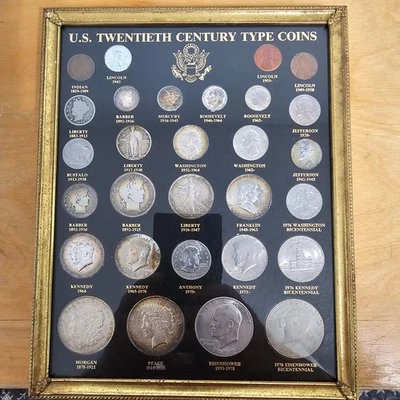 U.S. TWENTIETH CENTURY TYPE COINS
INDIAN
1859-1909
LINCOLN
1943
LINCOLN
1959-
LINCOLN
1909-1958
LIBERTY
1883-1912
BARBER
1892-1916
MERCURY
1916-1945
ROOSEVELT
1946-1964
ROOSEVELT
1965-
JEFFERSON
1938-
BUFFALO
1913-1938
LIBERTY
1917-1930
WASHINGTON
1932-1964
WASHINGTON
1965-
JEFFERSON
1942-1945
BARBER
1892-1916
BARBER
1892-1915
LIBERTY
1916-1947
FRANKLIN
1948-1963
1976 WASHINGTON
BICENTENNIAL
KENNEDY
1964
KENNEDY
1965-1970
ANTHONY
1979-
KENNEDY
1971-
1976 KENNEDY
BICENTENNIAL
MORGAN
1878-1921
PEACE
1921-1935
EISENHOWER
1971-1978
1976 EISENHOWER
BICENTENNIAL